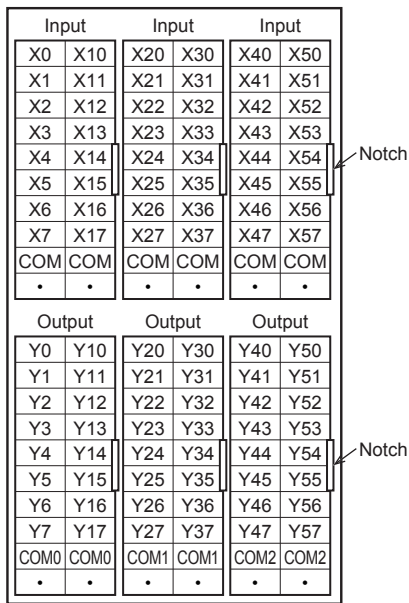 Input Input Input
X0 X10 X20 X30 X40 X50
X1 X11 X21 X31 X41 X51
X2 X12 X22 X32 X42 X52
X3 X13 X23 X33 X43 X53
X4 X14 X24 X34 X44 X54 Notch
X5 X15 X25 X35 X45 X55
X6 X16 X26 X36 X46 X56
X7 X17 X27 X37 X47 X57
COM COM COM COM COM COM
• • • • • •
Output Output Output
Y0 Y10 Y20 Y30 Y40 Y50
Y1 Y11 Y21 Y31 Y41 Y51
Y2 Y12 Y22 Y32 Y42 Y52
Y3 Y13 Y23 Y33 Y43 Y53
Y4 Y14 Y24 Y34 Y44 Y54 Notch
Y5 Y15 Y25 Y35 Y45 Y55
Y6 Y16 Y26 Y36 Y46 Y56
Y7 Y17 Y27 Y37 Y47 Y57
COM0 COM0 COM1 COM1 COM2 COM2
• • • • • •